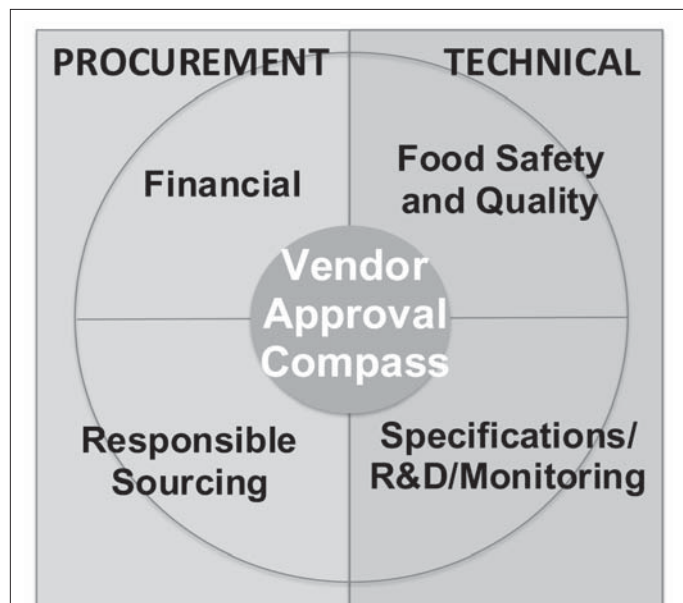 PROCUREMENT
TECHNICAL
Financial
Food Safety
and Quality
Vendor
Approval
Compass
Responsible
Sourcing
Specifications/
R&D/Monitoring